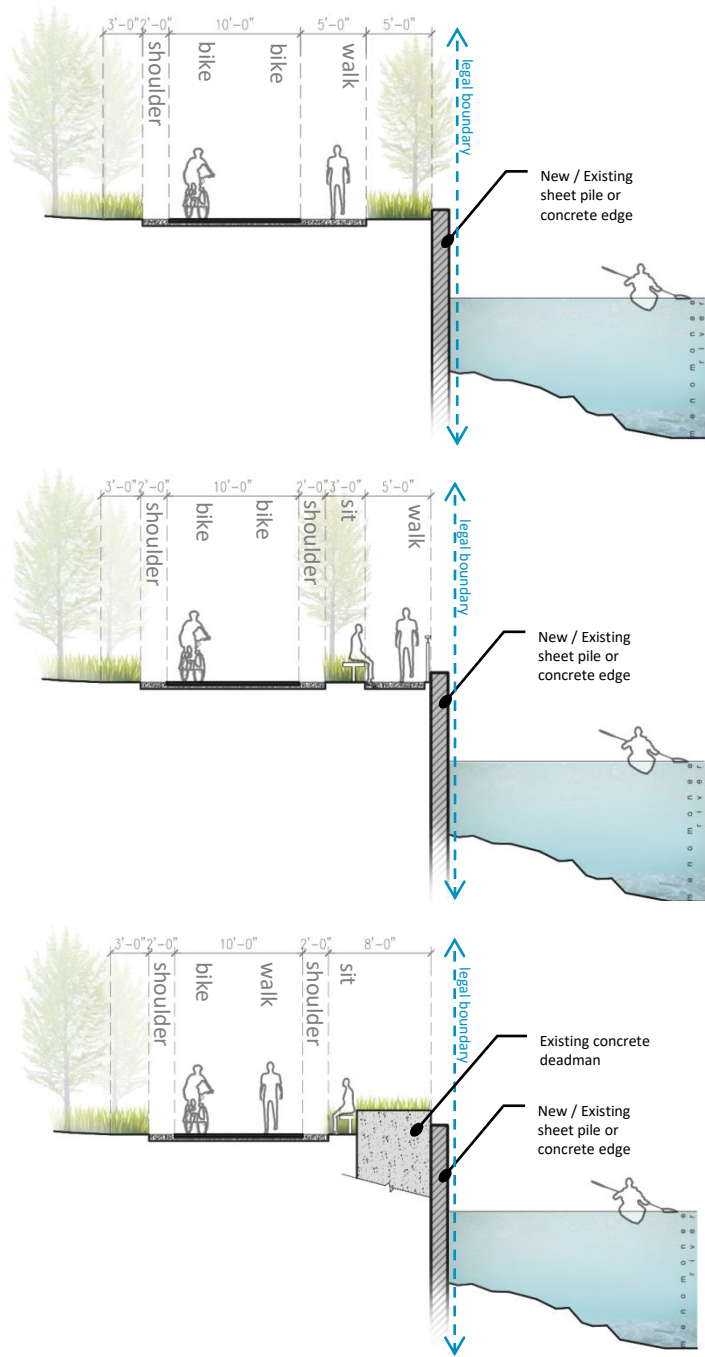 3'-0" 2'-0" 10'-0" 5'-0" 5'-0"
shoulder
bike
bike
walk
legal boundary
New / Existing
sheet pile or
concrete edge
menomonee
river
3'-0" 2'-0" 10'-0" 2'-0" 3'-0" 5'-0"
shoulder
bike
bike
shoulder
sit
walk
legal boundary
New / Existing
sheet pile or
concrete edge
menomonee
river
3'-0" 2'-0" 10'-0" 2'-0" 8'-0"
shoulder
bike
walk
shoulder
sit
legal boundary
Existing concrete
deadman
New / Existing
sheet pile or
concrete edge
menomonee
river